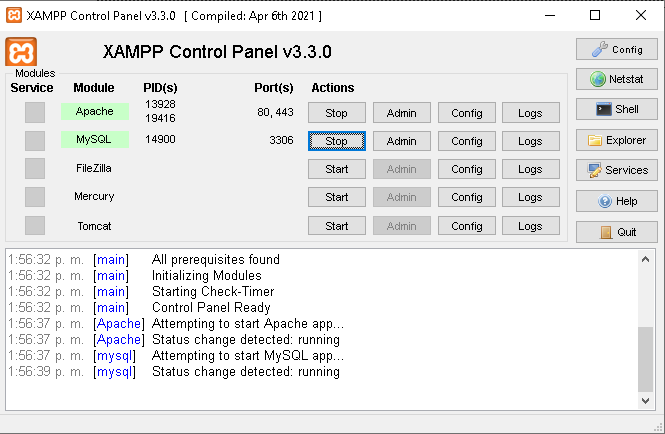 XAMPP Control Panel v3.3.0 [ Compiled: Apr 6th 2021 ]
XAMPP Control Panel v3.3.0
Config
Modules
Service Module PID(s) Port(s) Actions
Netstat
Apache 13928 19416 80, 443 Stop Admin Config Logs
Shell
MySQL 14900 3306 Stop Admin Config Logs
Explorer
FileZilla Start Admin Config Logs
Services
Mercury Start Admin Config Logs
Help
Tomcat Start Admin Config Logs
Quit
1:56:32 p. m. [main] All prerequisites found
1:56:32 p. m. [main] Initializing Modules
1:56:32 p. m. [main] Starting Check-Timer
1:56:32 p. m. [main] Control Panel Ready
1:56:37 p. m. [Apache] Attempting to start Apache app...
1:56:37 p. m. [Apache] Status change detected: running
1:56:37 p. m. [mysql] Attempting to start MySQL app...
1:56:39 p. m. [mysql] Status change detected: running